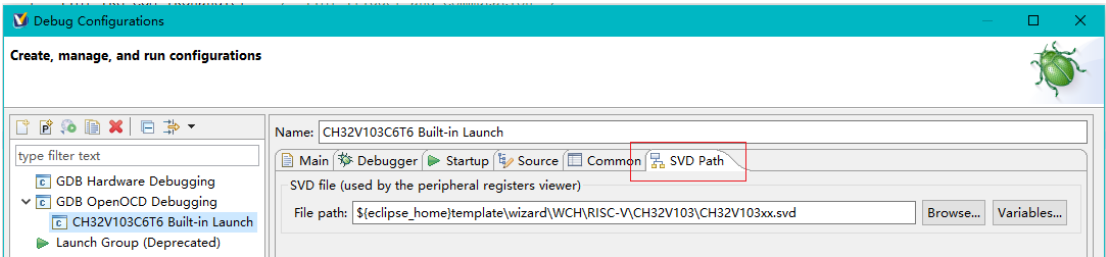 Debug Configurations
Create, manage, and run configurations
Name: CH32V103C6T6 Built-in Launch
type filter text
Main Debugger Startup Source Common SVD Path
GDB Hardware Debugging
SVD file (used by the peripheral registers viewer)
GDB OpenOCD Debugging
File path: ${eclipse_home}template\wizard\WCH\RISC-V\CH32V103\CH32V103xx.svd Browse... Variables...
CH32V103C6T6 Built-in Launch
Launch Group (Deprecated)